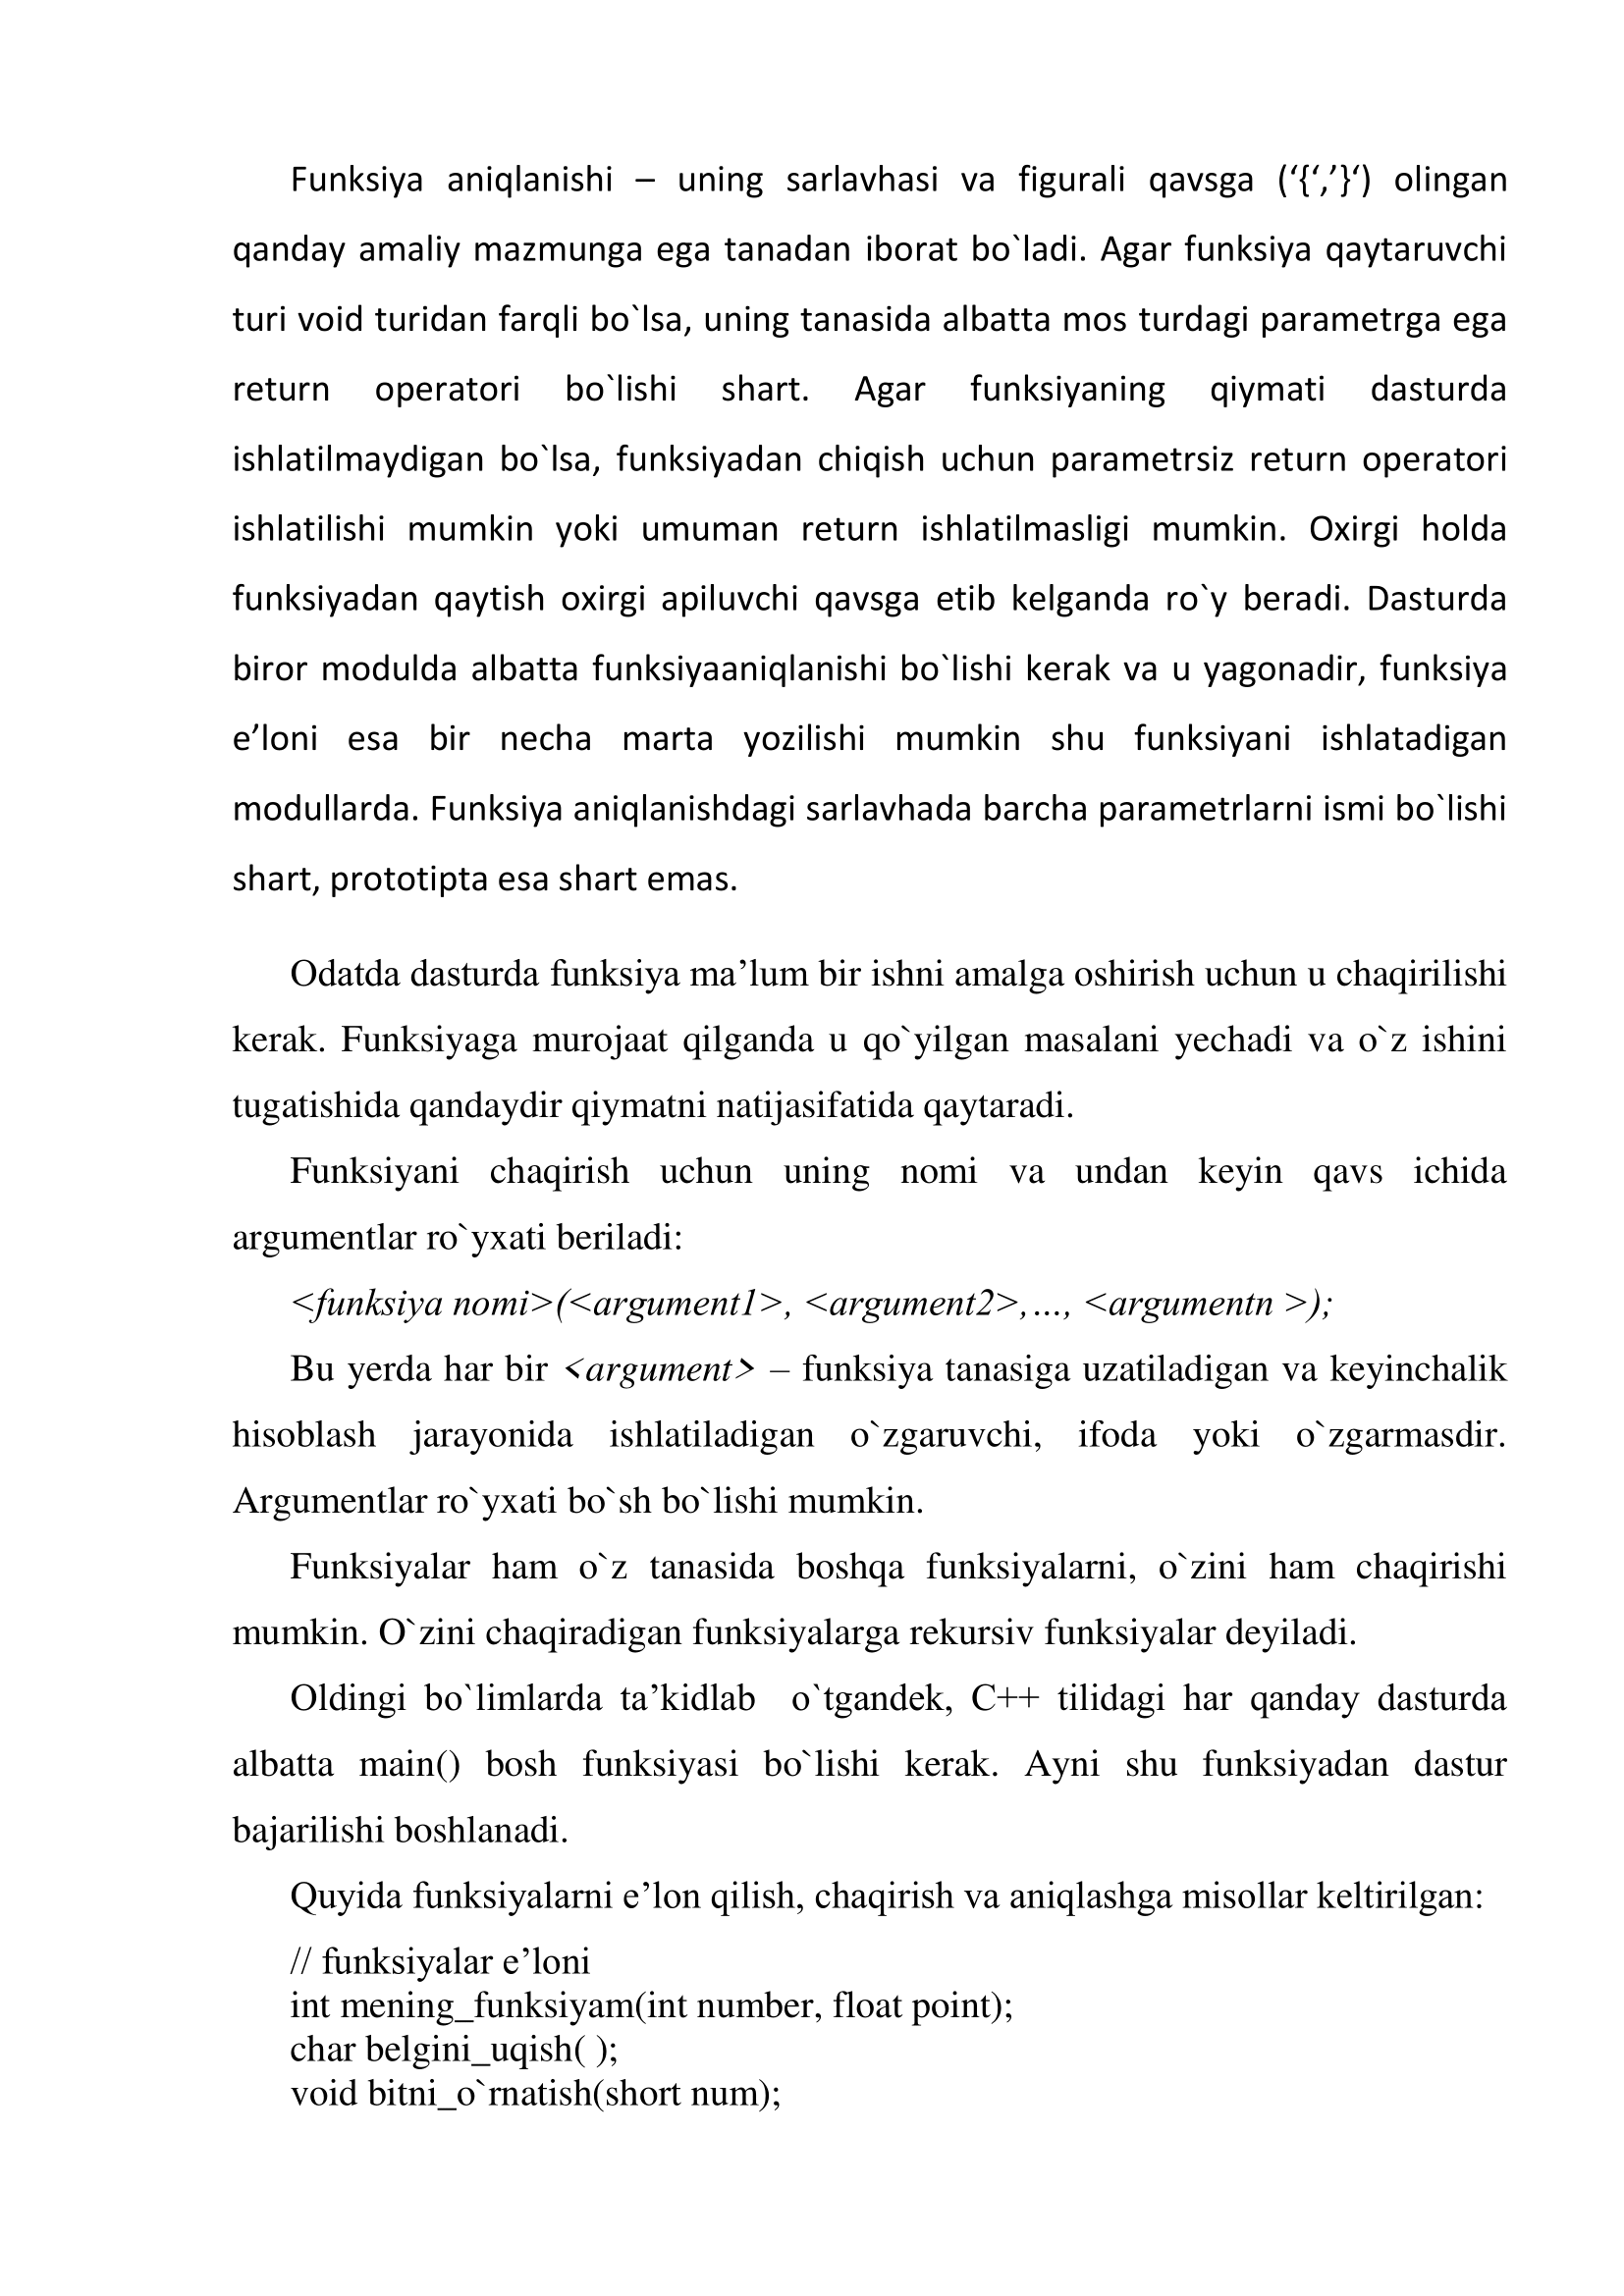 Funksiya aniqlanishi – uning sarlavhasi va figurali qavsga (‘{‘,’}‘) olingan
qanday amaliy mazmunga ega tanadan iborat bo`ladi. Agar funksiya qaytaruvchi
turi void turidan farqli bo`lsa, uning tanasida albatta mos turdagi parametrga ega
return operatori bo`lishi shart. Agar funksiyaning qiymati dasturda
ishlatilmaydigan bo`lsa, funksiyadan chiqish uchun parametrsiz return operatori
ishlatilishi mumkin yoki umuman return ishlatilmasligi mumkin. Oxirgi holda
funksiyadan qaytish oxirgi apiluvchi qavsga etib kelganda ro`y beradi. Dasturda
biror modulda albatta funksiyaaniqlanishi bo`lishi kerak va u yagonadir, funksiya
e’loni esa bir necha marta yozilishi mumkin shu funksiyani ishlatadigan
modullarda. Funksiya aniqlanishdagi sarlavhada barcha parametrlarni ismi bo`lishi
shart, prototipta esa shart emas.
Odatda dasturda funksiya ma’lum bir ishni amalga oshirish uchun u chaqirilishi
kerak. Funksiyaga murojaat qilganda u qo`yilgan masalani yechadi va o`z ishini
tugatishida qandaydir qiymatni natijasifatida qaytaradi.
Funksiyani chaqirish uchun uning nomi va undan keyin qavs ichida
argumentlar ro`yxati beriladi:
<funksiya nomi>(<argument1>, <argument2>,…, <argumentn >);
Bu yerda har bir <argument> – funksiya tanasiga uzatiladigan va keyinchalik
hisoblash jarayonida ishlatiladigan o`zgaruvchi, ifoda yoki o`zgarmasdir.
Argumentlar ro`yxati bo`sh bo`lishi mumkin.
Funksiyalar ham o`z tanasida boshqa funksiyalarni, o`zini ham chaqirishi
mumkin. O`zini chaqiradigan funksiyalarga rekursiv funksiyalar deyiladi.
Oldingi bo`limlarda ta’kidlab o`tgandek, C++ tilidagi har qanday dasturda
albatta main() bosh funksiyasi bo`lishi kerak. Ayni shu funksiyadan dastur
bajarilishi boshlanadi.
Quyida funksiyalarni e’lon qilish, chaqirish va aniqlashga misollar keltirilgan:
// funksiyalar e’loni
int mening_funksiyam(int number, float point);
char belgini_uqish( );
void bitni_o`rnatish(short num);